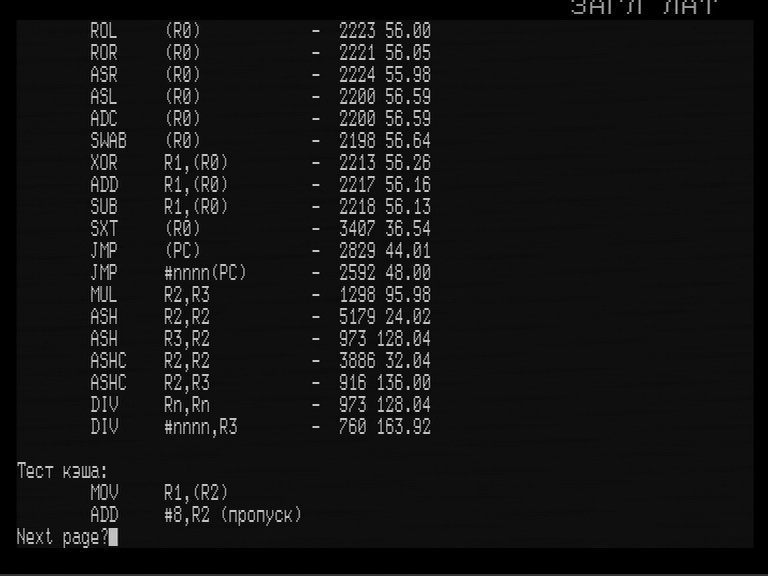 ЗАГЛ ЛАТ
ROL (R0) - 2223 56.00
ROR (R0) - 2221 56.05
ASR (R0) - 2224 55.98
ASL (R0) - 2200 56.59
ADC (R0) - 2200 56.59
SWAB (R0) - 2198 56.64
XOR R1,(R0) - 2213 56.26
ADD R1,(R0) - 2217 56.16
SUB R1,(R0) - 2218 56.13
SXT (R0) - 3407 36.54
JMP (PC) - 2829 44.01
JMP #nnnn(PC) - 2592 48.00
MUL R2,R3 - 1298 95.98
ASH R2,R2 - 5179 24.02
ASH R3,R2 - 973 128.04
ASHC R2,R2 - 3886 32.04
ASHC R2,R3 - 916 136.00
DIV Rn,Rn - 973 128.04
DIV #nnnn,R3 - 760 163.92
Тест кэша:
MOV R1,(R2)
ADD #8,R2 (пропуск)
Next page?